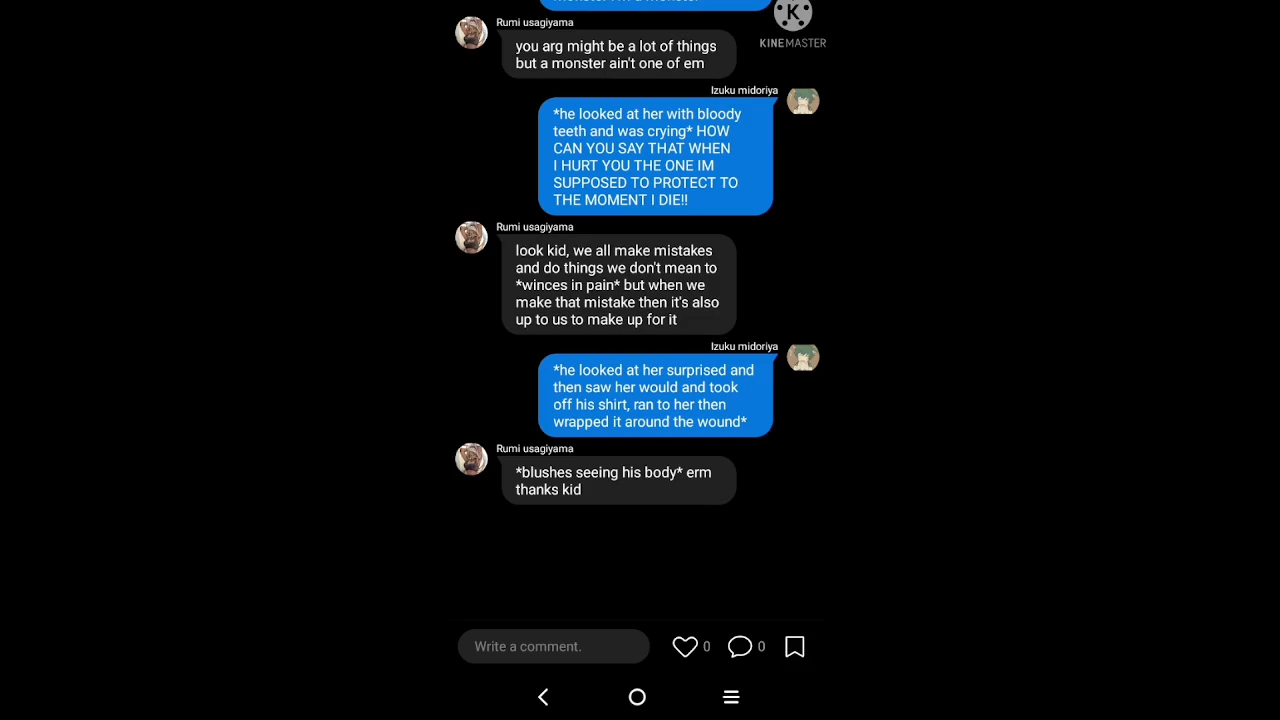 K
KINEMASTER
Rumi usagiyama
you arg might be a lot of things
but a monster ain't one of em
Izuku midoriya
*he looked at her with bloody
teeth and was crying* HOW
CAN YOU SAY THAT WHEN
I HURT YOU THE ONE IM
SUPPOSED TO PROTECT TO
THE MOMENT I DIE!!
Rumi usagiyama
look kid, we all make mistakes
and do things we don't mean to
*winces in pain* but when we
make that mistake then it's also
up to us to make up for it
Izuku midoriya
*he looked at her surprised and
then saw her would and took
off his shirt, ran to her then
wrapped it around the wound*
Rumi usagiyama
*blushes seeing his body* erm
thanks kid
Write a comment.
0
0